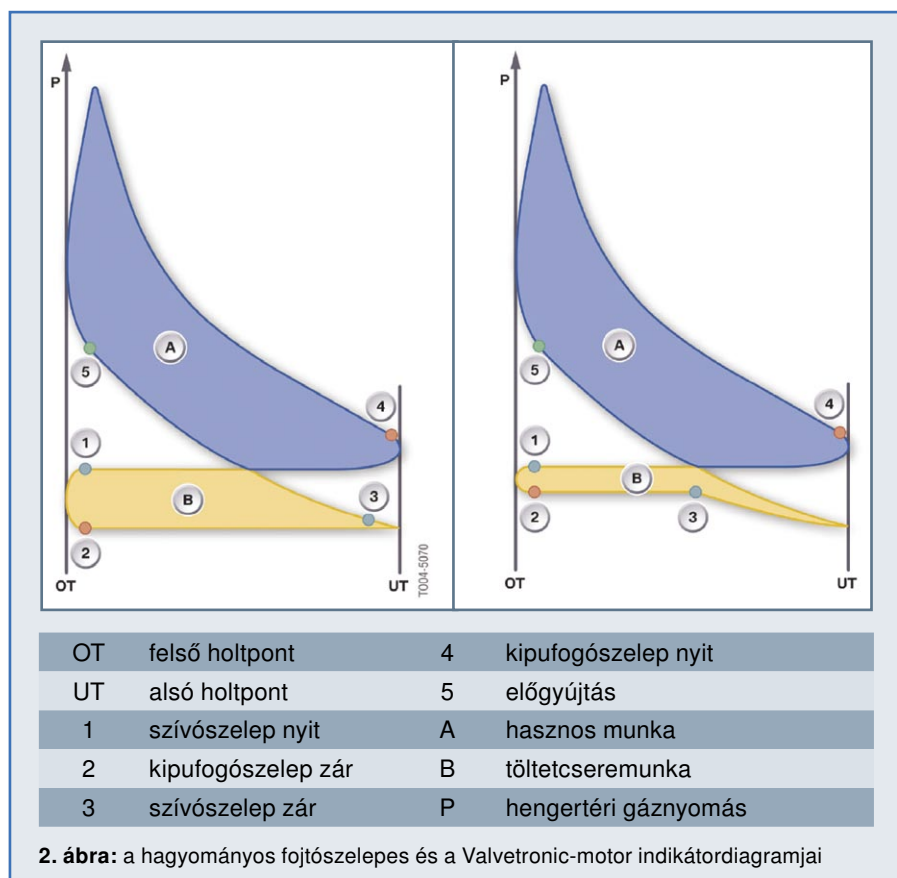 P
A
5
4
1
B
3
2
OT
UT
T004-5070
P
A
5
4
1
B
2
3
OT
UT
OT felső holtpont 4 kipufogószelep nyit
UT alsó holtpont 5 előgyújtás
1 szívószelep nyit A hasznos munka
2 kipufogószelep zár B töltetcseremunka
3 szívószelep zár P hengertéri gáznyomás
2. ábra: a hagyományos fojtószelepes és a Valvetronic-motor indikátordiagramjai